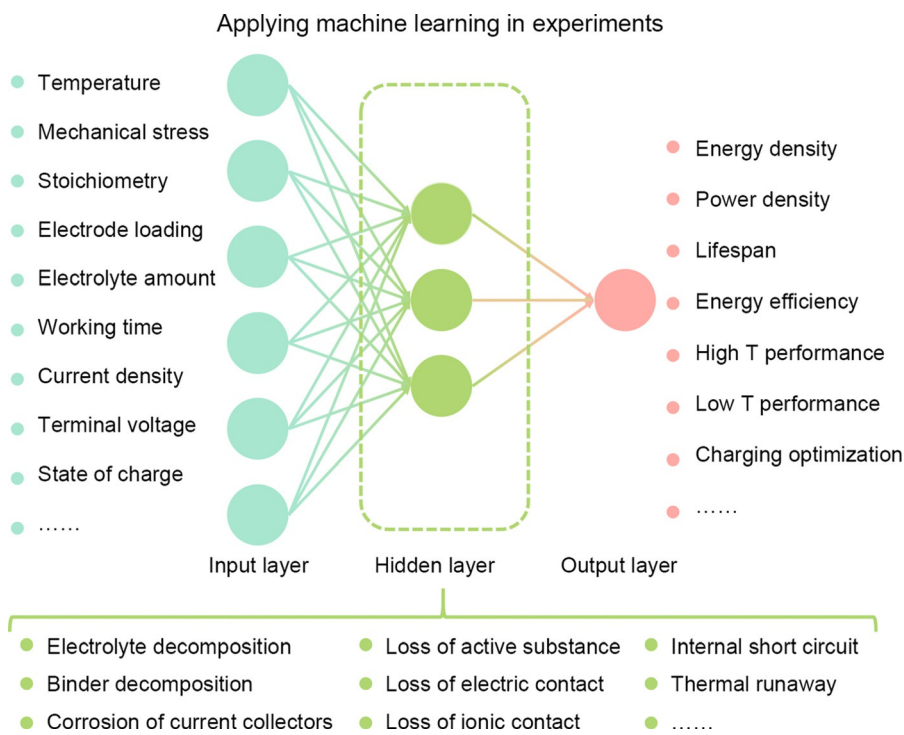 Applying machine learning in experiments
Temperature
Mechanical stress
Stoichiometry
Electrode loading
Electrolyte amount
Working time
Current density
Terminal voltage
State of charge
……
Energy density
Power density
Lifespan
Energy efficiency
High T performance
Low T performance
Charging optimization
……
Input layer
Hidden layer
Output layer
Electrolyte decomposition
Binder decomposition
Corrosion of current collectors
Loss of active substance
Loss of electric contact
Loss of ionic contact
Internal short circuit
Thermal runaway
……